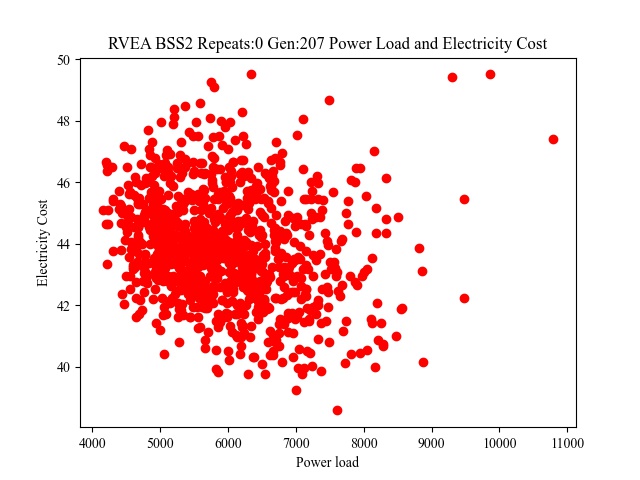 RVEA BSS2 Repeats:0 Gen:207 Power Load and Electricity Cost
50
48
46
44
42
40
Electricity Cost
4000 5000 6000 7000 8000 9000 10000 11000
Power load